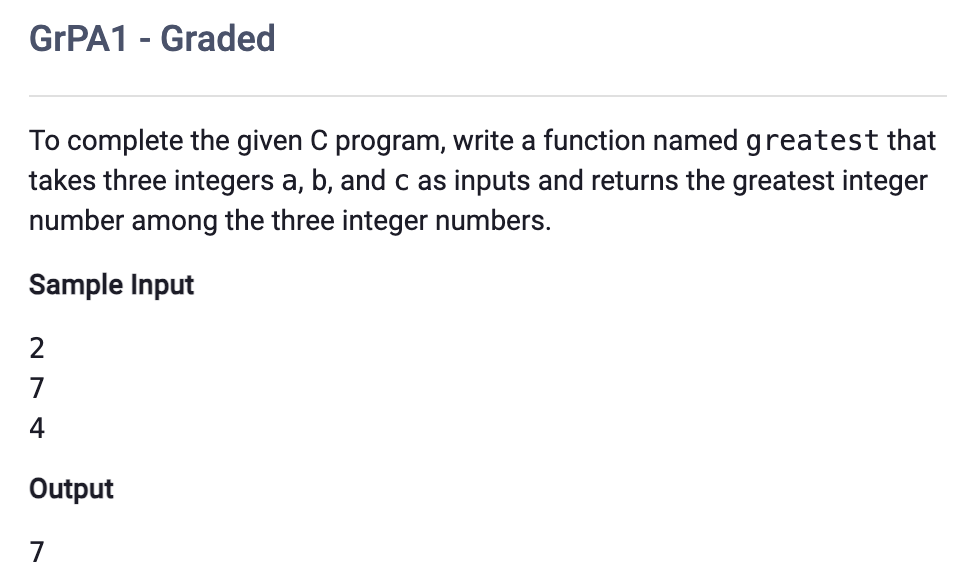 GrPA1 - Graded
To complete the given C program, write a function named greatest that
takes three integers a, b, and c as inputs and returns the greatest integer
number among the three integer numbers.
Sample Input
2
7
4
Output
7